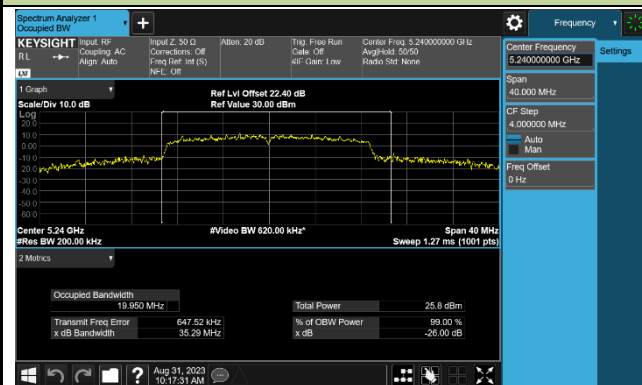 Spectrum Analyzer 1
Occupied BW
Frequency
KEYSIGHT
Input: RF
Coupling: AC
Align: Auto
Input Z: 50 Ω
Corrections: Off
Freq Ref: Int (S)
NFE: Off
Atten: 20 dB
Trig: Free Run
Gate: Off
#IF Gain: Low
Center Freq: 5.240000000 GHz
Avg|Hold: 50/50
Radio Std: None
RL
LXI
Center Frequency
5.240000000 GHz
Settings
Span
40.000 MHz
CF Step
4.000000 MHz
Auto
Man
Freq Offset
0 Hz
1 Graph
Scale/Div 10.0 dB
Ref Lvl Offset 22.40 dB
Ref Value 30.00 dBm
Log
20.0
10.0
0.00
-10.0
-20.0
-30.0
-40.0
-50.0
-60.0
Center 5.24 GHz
#Res BW 200.00 kHz
#Video BW 620.00 kHz*
Span 40 MHz
Sweep 1.27 ms (1001 pts)
2 Metrics
Occupied Bandwidth
19.950 MHz
Total Power 25.8 dBm
Transmit Freq Error 647.52 kHz
% of OBW Power 99.00 %
x dB Bandwidth 35.29 MHz
x dB -26.00 dB
?
Aug 31, 2023
10:17:31 AM